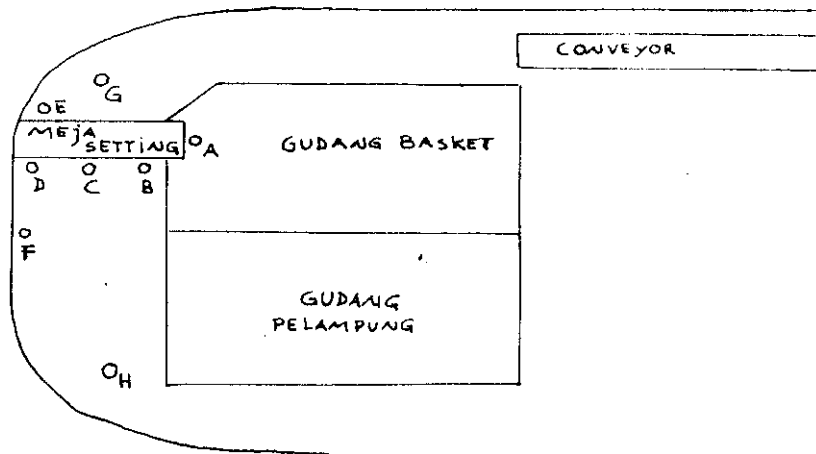 CONVEYOR
G
E
MEjA
SETTiNG
A
GUDANG BASKET
D
C
B
F
GUDANG
PELAMPUNG
H